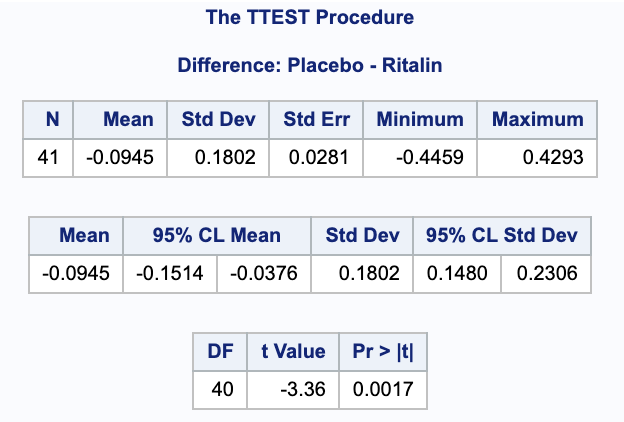 The TTEST Procedure
Difference: Placebo - Ritalin
N Mean Std Dev Std Err Minimum Maximum
41 -0.0945 0.1802 0.0281 -0.4459 0.4293
Mean 95% CL Mean Std Dev 95% CL Std Dev
-0.0945 -0.1514 -0.0376 0.1802 0.1480 0.2306
DF t Value Pr > |t|
40 -3.36 0.0017